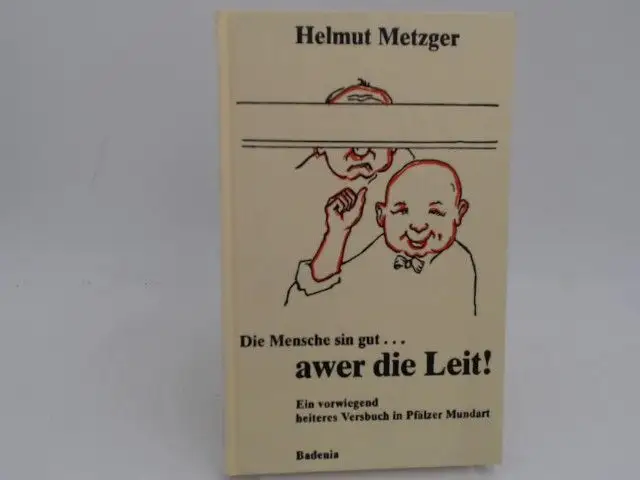 Helmut Metzger
Die Mensche sin gut . . .
awer die Leit!
Ein vorwiegend
heiteres Versbuch in Pfälzer Mundart
Badenia